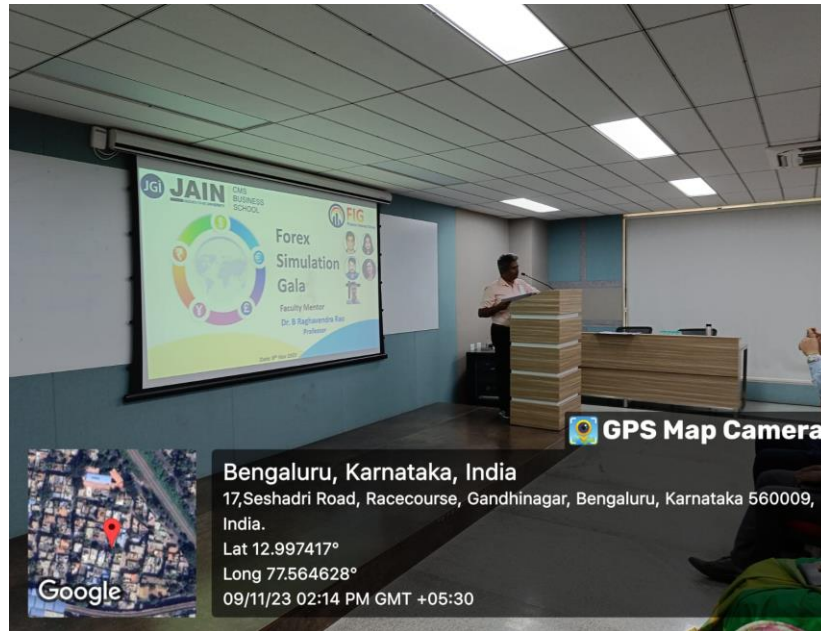 JGi JAIN
CMS
BUSINESS
SCHOOL
FIG
Forex
Simulation
Gala
Faculty Mentor
Dr. B Raghavendra Rao
Professor
GPS Map Camera
Bengaluru, Karnataka, India
17,Seshadri Road, Racecourse, Gandhinagar, Bengaluru, Karnataka 560009,
India.
Lat 12.997417°
Long 77.564628°
09/11/23 02:14 PM GMT +05:30
Google